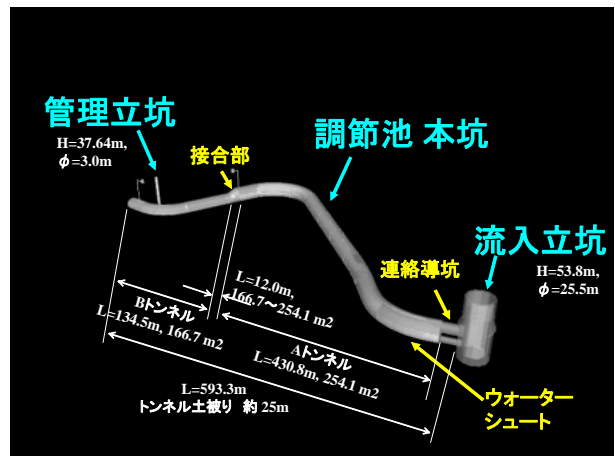 管理立坑
H=37.64m,
φ=3.0m
接合部
調節池 本坑
流入立坑
H=53.8m,
φ=25.5m
連絡導坑
L=12.0m,
166.7～254.1 m2
Bトンネル
L=134.5m, 166.7 m2
Aトンネル
L=430.8m, 254.1 m2
L=593.3m
トンネル土被り 約 25m
ウォーター
シュート